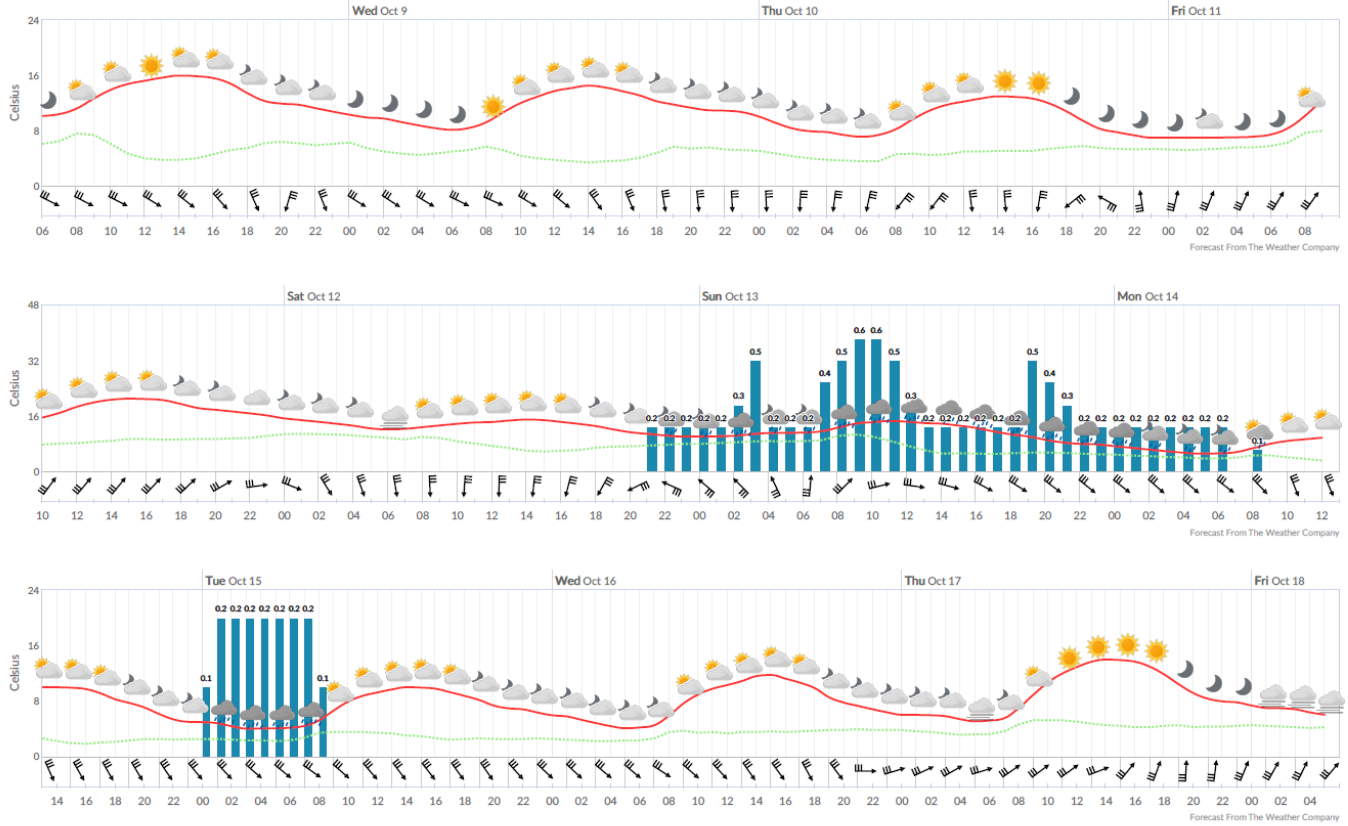 Wed Oct 9 Thu Oct 10 Fri Oct 11
24
16
8
0
Celsius
06 08 10 12 14 16 18 20 22 00 02 04 06 08 10 12 14 16 18 20 22 00 02 04 06 08 10 12 14 16 18 20 22 00 02 04 06 08
Forecast From The Weather Company
Sat Oct 12 Sun Oct 13 Mon Oct 14
48
32
16
0
Celsius
0.2 0.2 0.2 0.2 0.2 0.3 0.5 0.2 0.2 0.2 0.4 0.5 0.6 0.6 0.5 0.3 0.2 0.2 0.2 0.2 0.2 0.2 0.5 0.4 0.3 0.2 0.2 0.2 0.2 0.2 0.2 0.2 0.2 0.2 0.1
10 12 14 16 18 20 22 00 02 04 06 08 10 12 14 16 18 20 22 00 02 04 06 08 10 12 14 16 18 20 22 00 02 04 06 08 10 12
Forecast From The Weather Company
Tue Oct 15 Wed Oct 16 Thu Oct 17 Fri Oct 18
24
16
8
0
Celsius
0.1 0.2 0.2 0.2 0.2 0.2 0.2 0.2 0.1
14 16 18 20 22 00 02 04 06 08 10 12 14 16 18 20 22 00 02 04 06 08 10 12 14 16 18 20 22 00 02 04 06 08 10 12 14 16 18 20 22 00 02 04
Forecast From The Weather Company